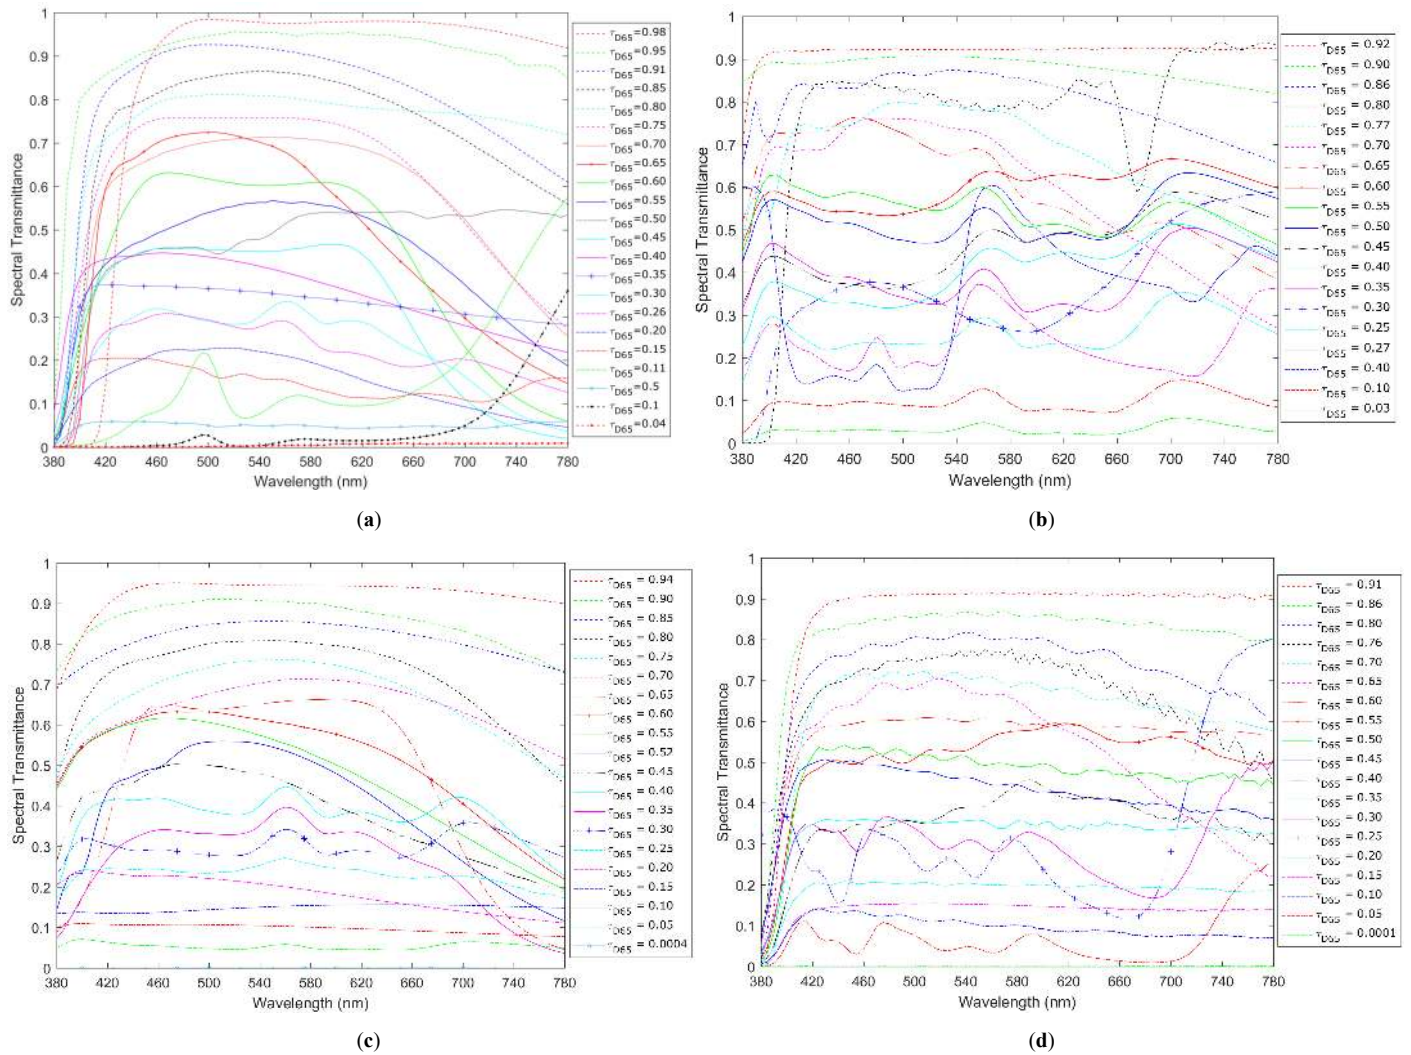 1
0.9
0.8
0.7
0.6
0.5
0.4
0.3
0.2
0.1
0
Spectral Transmittance
380 420 460 500 540 580 620 660 700 740 780
Wavelength (nm)
τD65=0.98
τD65=0.95
τD65=0.91
τD65=0.85
τD65=0.80
τD65=0.75
τD65=0.70
τD65=0.65
τD65=0.60
τD65=0.55
τD65=0.50
τD65=0.45
τD65=0.40
τD65=0.35
τD65=0.30
τD65=0.26
τD65=0.20
τD65=0.15
τD65=0.11
τD65=0.5
τD65=0.1
τD65=0.04
(a)
1
0.9
0.8
0.7
0.6
0.5
0.4
0.3
0.2
0.1
0
Spectral Transmittance
380 420 460 500 540 580 620 660 700 740 780
Wavelength (nm)
τD65 = 0.92
τD65 = 0.90
τD65 = 0.86
τD65 = 0.80
τD65 = 0.77
τD65 = 0.70
τD65 = 0.65
τD65 = 0.60
τD65 = 0.55
τD65 = 0.50
τD65 = 0.45
τD65 = 0.40
τD65 = 0.35
τD65 = 0.30
τD65 = 0.25
τD65 = 0.27
τD65 = 0.40
τD65 = 0.10
τD65 = 0.03
(b)
1
0.9
0.8
0.7
0.6
0.5
0.4
0.3
0.2
0.1
0
Spectral Transmittance
380 420 460 500 540 580 620 660 700 740 780
Wavelength (nm)
τD65 = 0.94
τD65 = 0.90
τD65 = 0.85
τD65 = 0.80
τD65 = 0.75
τD65 = 0.70
τD65 = 0.65
τD65 = 0.60
τD65 = 0.55
τD65 = 0.52
τD65 = 0.45
τD65 = 0.40
τD65 = 0.35
τD65 = 0.30
τD65 = 0.25
τD65 = 0.20
τD65 = 0.15
τD65 = 0.10
τD65 = 0.05
τD65 = 0.0004
(c)
1
0.9
0.8
0.7
0.6
0.5
0.4
0.3
0.2
0.1
0
Spectral Transmittance
380 420 460 500 540 580 620 660 700 740 780
Wavelength (nm)
τD65 = 0.91
τD65 = 0.86
τD65 = 0.80
τD65 = 0.76
τD65 = 0.70
τD65 = 0.65
τD65 = 0.60
τD65 = 0.55
τD65 = 0.50
τD65 = 0.45
τD65 = 0.40
τD65 = 0.35
τD65 = 0.30
τD65 = 0.25
τD65 = 0.20
τD65 = 0.15
τD65 = 0.10
τD65 = 0.05
τD65 = 0.0001
(d)